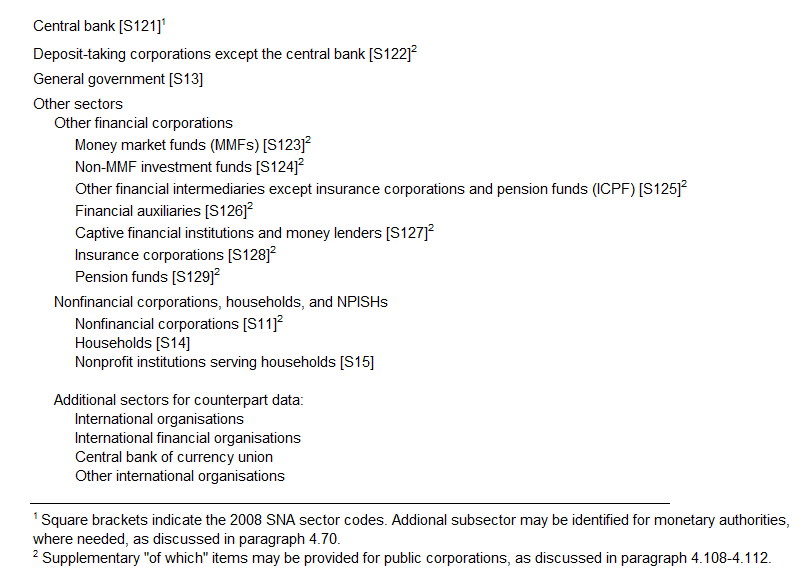 Central bank [S121]1
Deposit-taking corporations except the central bank [S122]2
General government [S13]
Other sectors
Other financial corporations
Money market funds (MMFs) [S123]2
Non-MMF investment funds [S124]2
Other financial intermediaries except insurance corporations and pension funds (ICPF) [S125]2
Financial auxiliaries [S126]2
Captive financial institutions and money lenders [S127]2
Insurance corporations [S128]2
Pension funds [S129]2
Nonfinancial corporations, households, and NPISHs
Nonfinancial corporations [S11]2
Households [S14]
Nonprofit institutions serving households [S15]
Additional sectors for counterpart data:
International organisations
International financial organisations
Central bank of currency union
Other international organisations
1 Square brackets indicate the 2008 SNA sector codes. Addional subsector may be identified for monetary authorities,
where needed, as discussed in paragraph 4.70.
2 Supplementary "of which" items may be provided for public corporations, as discussed in paragraph 4.108-4.112.